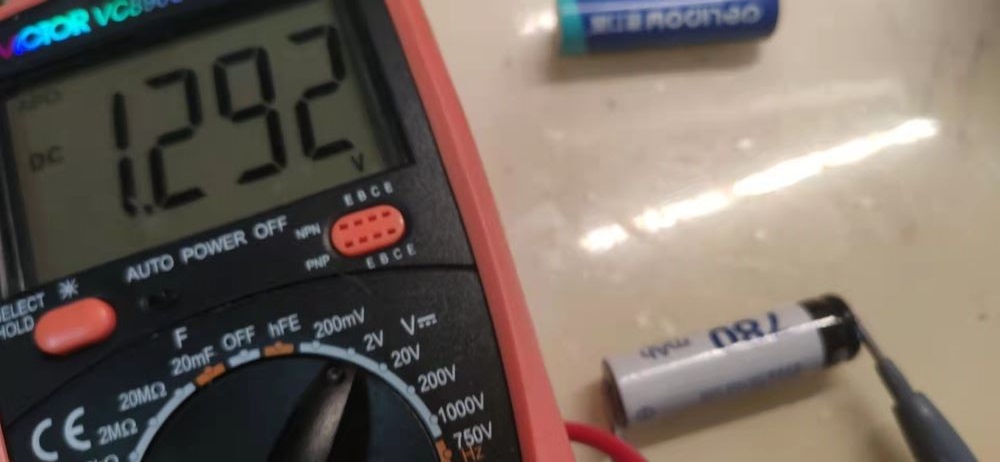 VICTOR VC890
APO
DC
1.292
V
E B C E
NPN
PNP
E B C E
AUTO POWER OFF
SELECT
HOLD
F
20mF
OFF
hFE
200mV
2V
20V
200V
1000V
750V
Hz
V
20MΩ
2MΩ
CE
780
mAh